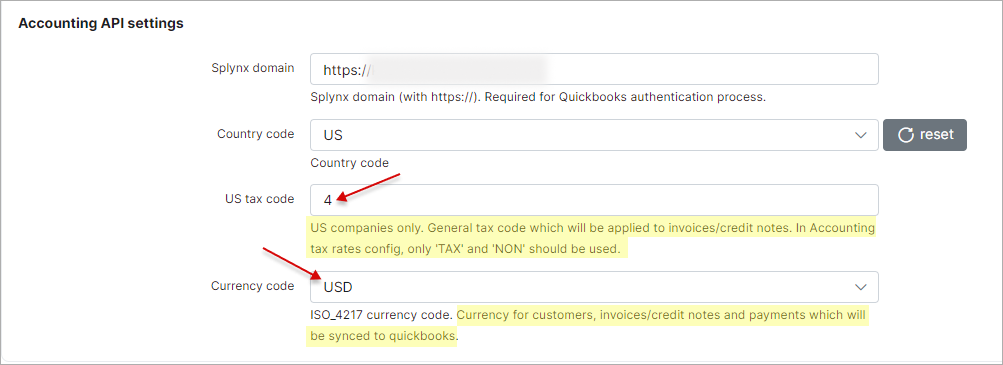 Accounting API settings
Splynx domain
https://
Splynx domain (with https://). Required for Quickbooks authentication process.
Country code
US
reset
Country code
US tax code
4
US companies only. General tax code which will be applied to invoices/credit notes. In Accounting
tax rates config, only 'TAX' and 'NON' should be used.
Currency code
USD
ISO_4217 currency code. Currency for customers, invoices/credit notes and payments which will
be synced to quickbooks.